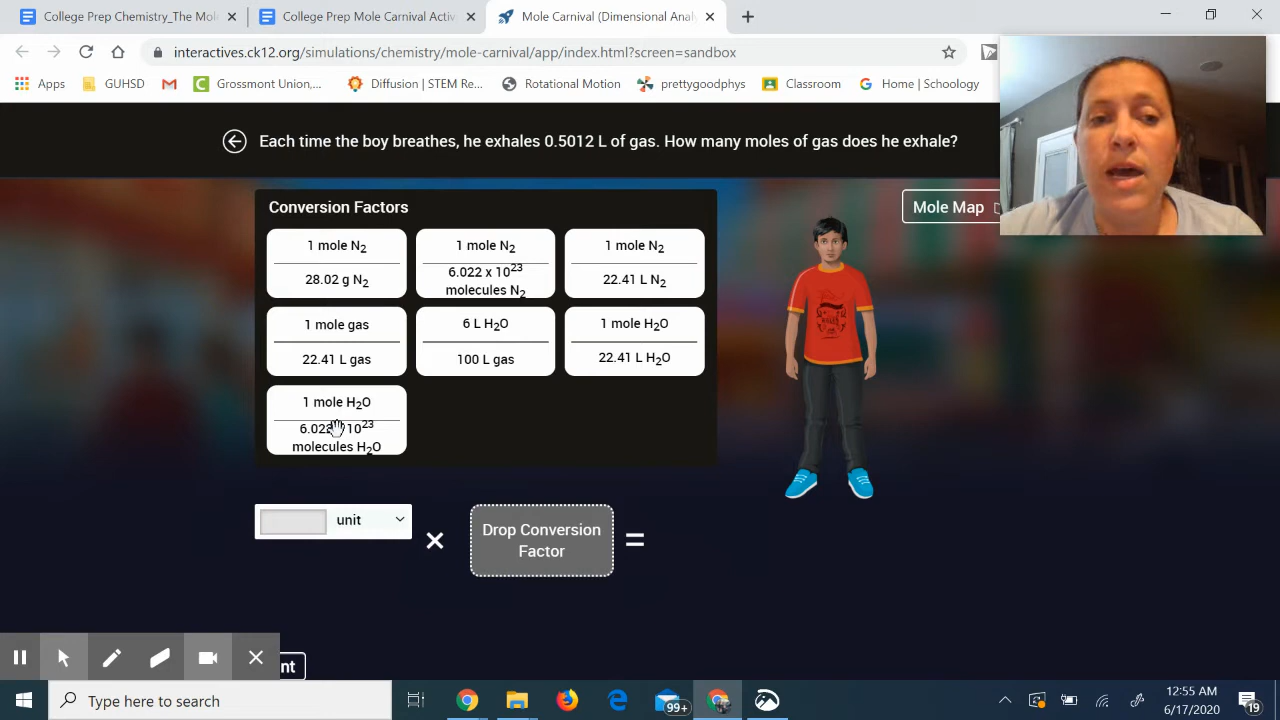 College Prep Chemistry_The Mol
College Prep Mole Carnival Acti
Mole Carnival (Dimensional Anal
interactives.ck12.org/simulations/chemistry/mole-carnival/app/index.html?screen=sandbox
Apps
GUHSD
Grossmont Union,...
Diffusion | STEM Re...
Rotational Motion
prettygoodphys
Classroom
Home | Schoology
Each time the boy breathes, he exhales 0.5012 L of gas. How many moles of gas does he exhale?
Conversion Factors
Mole Map
1 mole N₂
28.02 g N₂
1 mole N₂
6.022 x 10²³
molecules N₂
1 mole N₂
22.41 L N₂
1 mole gas
22.41 L gas
6 L H₂O
100 L gas
1 mole H₂O
22.41 L H₂O
1 mole H₂O
10²³
molecules H₂O
unit
×
Drop Conversion
Factor
=
nt
Type here to search
99+
12:55 AM
6/17/2020
19